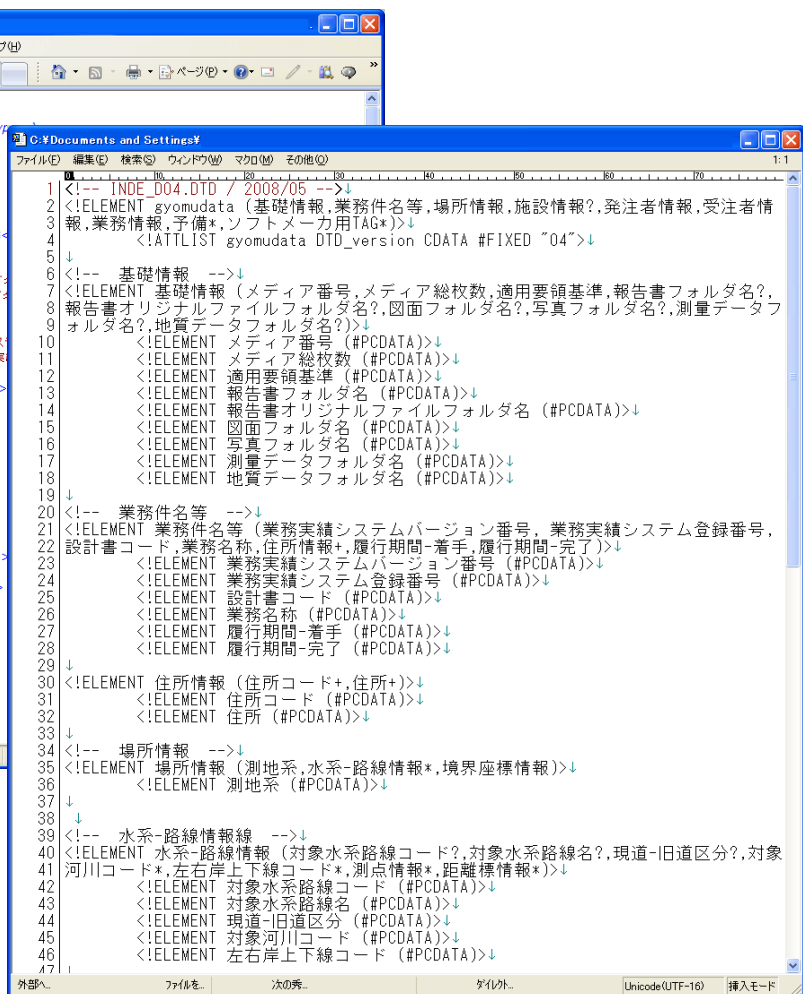 プ(H)
ページ(P)
C:¥Documents and Settings¥
ファイル(F) 編集(E) 検索(S) ウィンドウ(W) マクロ(M) その他(O) 1:1
0 10 20 30 40 50 60 70
1 <!-- INDE_D04.DTD / 2008/05 -->↓
2 <!ELEMENT gyomudata (基礎情報,業務件名等,場所情報,施設情報?,発注者情報,受注者情
3 報,業務情報,予備*,ソフトメーカ用TAG*)>↓
4 <!ATTLIST gyomudata DTD_version CDATA #FIXED "04">↓
5 ↓
6 <!-- 基礎情報 -->↓
7 <!ELEMENT 基礎情報 (メディア番号,メディア総枚数,適用要領基準,報告書フォルダ名?,
8 報告書オリジナルファイルフォルダ名?,図面フォルダ名?,写真フォルダ名?,測量データフ
9 ォルダ名?,地質データフォルダ名?)>↓
10 <!ELEMENT メディア番号 (#PCDATA)>↓
11 <!ELEMENT メディア総枚数 (#PCDATA)>↓
12 <!ELEMENT 適用要領基準 (#PCDATA)>↓
13 <!ELEMENT 報告書フォルダ名 (#PCDATA)>↓
14 <!ELEMENT 報告書オリジナルファイルフォルダ名 (#PCDATA)>↓
15 <!ELEMENT 図面フォルダ名 (#PCDATA)>↓
16 <!ELEMENT 写真フォルダ名 (#PCDATA)>↓
17 <!ELEMENT 測量データフォルダ名 (#PCDATA)>↓
18 <!ELEMENT 地質データフォルダ名 (#PCDATA)>↓
19 ↓
20 <!-- 業務件名等 -->↓
21 <!ELEMENT 業務件名等 (業務実績システムバージョン番号, 業務実績システム登録番号,
22 設計書コード,業務名称,住所情報+,履行期間-着手,履行期間-完了)>↓
23 <!ELEMENT 業務実績システムバージョン番号 (#PCDATA)>↓
24 <!ELEMENT 業務実績システム登録番号 (#PCDATA)>↓
25 <!ELEMENT 設計書コード (#PCDATA)>↓
26 <!ELEMENT 業務名称 (#PCDATA)>↓
27 <!ELEMENT 履行期間-着手 (#PCDATA)>↓
28 <!ELEMENT 履行期間-完了 (#PCDATA)>↓
29 ↓
30 <!ELEMENT 住所情報 (住所コード+,住所+)>↓
31 <!ELEMENT 住所コード (#PCDATA)>↓
32 <!ELEMENT 住所 (#PCDATA)>↓
33 ↓
34 <!-- 場所情報 -->↓
35 <!ELEMENT 場所情報 (測地系,水系-路線情報*,境界座標情報)>↓
36 <!ELEMENT 測地系 (#PCDATA)>↓
37 ↓
38 ↓
39 <!-- 水系-路線情報線 -->↓
40 <!ELEMENT 水系-路線情報 (対象水系路線コード?,対象水系路線名?,現道-旧道区分?,対象
41 河川コード*,左右岸上下線コード*,測点情報*,距離標情報*)>↓
42 <!ELEMENT 対象水系路線コード (#PCDATA)>↓
43 <!ELEMENT 対象水系路線名 (#PCDATA)>↓
44 <!ELEMENT 現道-旧道区分 (#PCDATA)>↓
45 <!ELEMENT 対象河川コード (#PCDATA)>↓
46 <!ELEMENT 左右岸上下線コード (#PCDATA)>↓
47 ↓
外部へ… ファイルを… 次の秀… ダイレクト… Unicode(UTF-16) 挿入モード